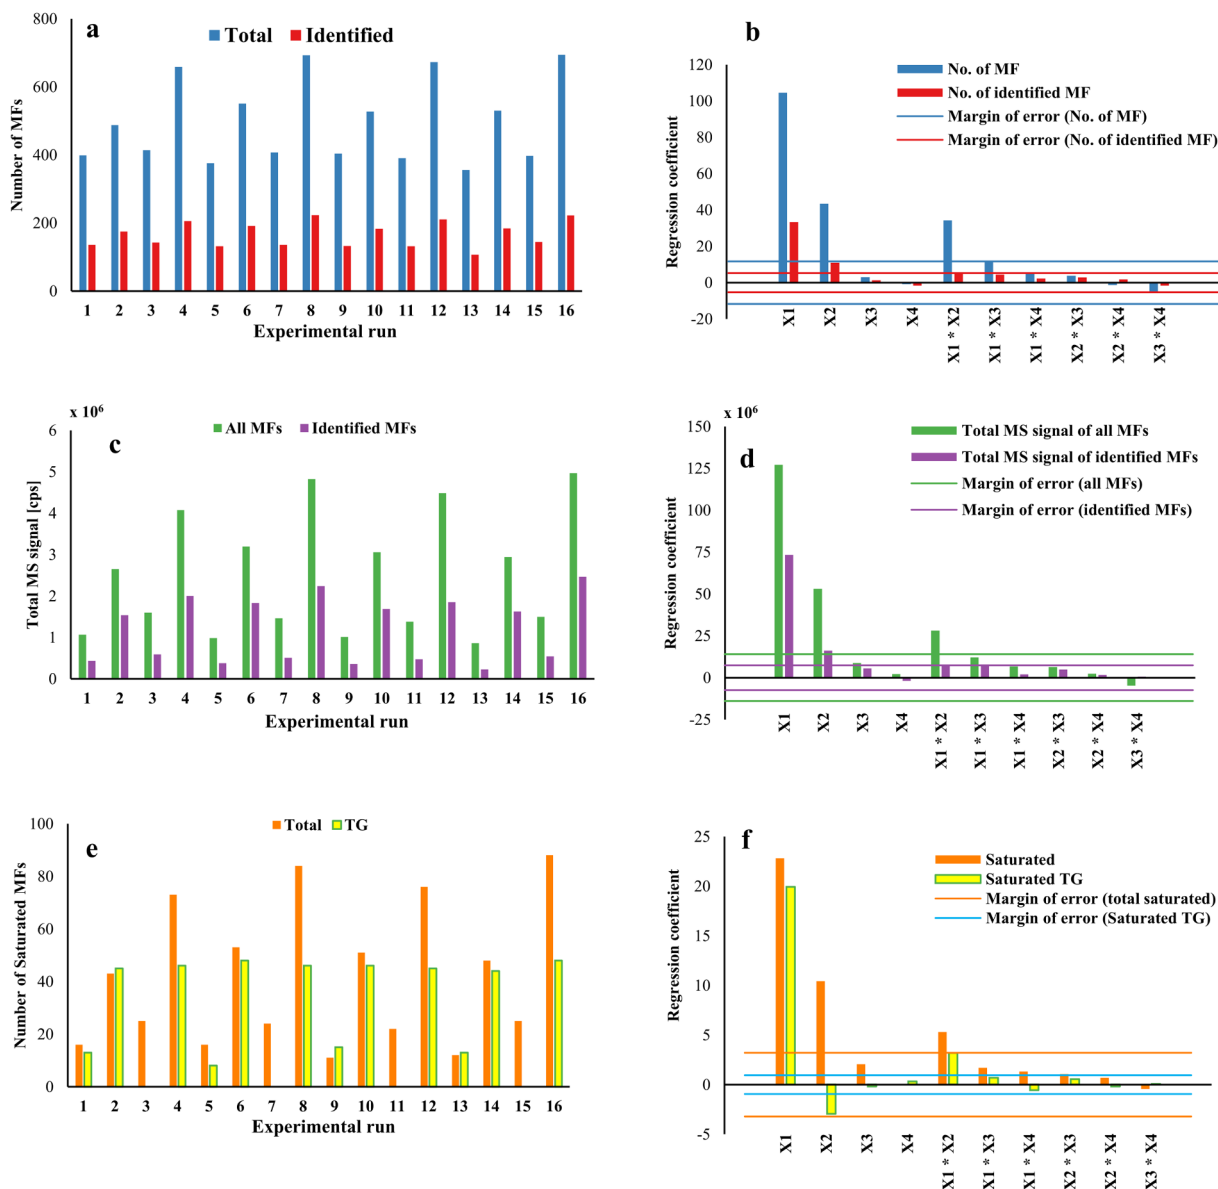 a
Total Identified
Number of MFs
800
600
400
200
0
1 2 3 4 5 6 7 8 9 10 11 12 13 14 15 16
Experimental run
b
No. of MF
No. of identified MF
Margin of error (No. of MF)
Margin of error (No. of identified MF)
Regression coefficient
120
100
80
60
40
20
0
-20
X1
X2
X3
X4
X1 * X2
X1 * X3
X1 * X4
X2 * X3
X2 * X4
X3 * X4
x 10⁶
c
All MFs Identified MFs
Total MS signal [cps]
6
5
4
3
2
1
0
1 2 3 4 5 6 7 8 9 10 11 12 13 14 15 16
Experimental run
x 10⁶
d
Total MS signal of all MFs
Total MS signal of identified MFs
Margin of error (all MFs)
Margin of error (identified MFs)
Regression coefficient
150
125
100
75
50
25
0
-25
X1
X2
X3
X4
X1 * X2
X1 * X3
X1 * X4
X2 * X3
X2 * X4
X3 * X4
e
Total TG
Number of Saturated MFs
100
80
60
40
20
0
1 2 3 4 5 6 7 8 9 10 11 12 13 14 15 16
Experimental run
f
Saturated
Saturated TG
Margin of error (total saturated)
Margin of error (Saturated TG)
Regression coefficient
25
20
15
10
5
0
-5
X1
X2
X3
X4
X1 * X2
X1 * X3
X1 * X4
X2 * X3
X2 * X4
X3 * X4